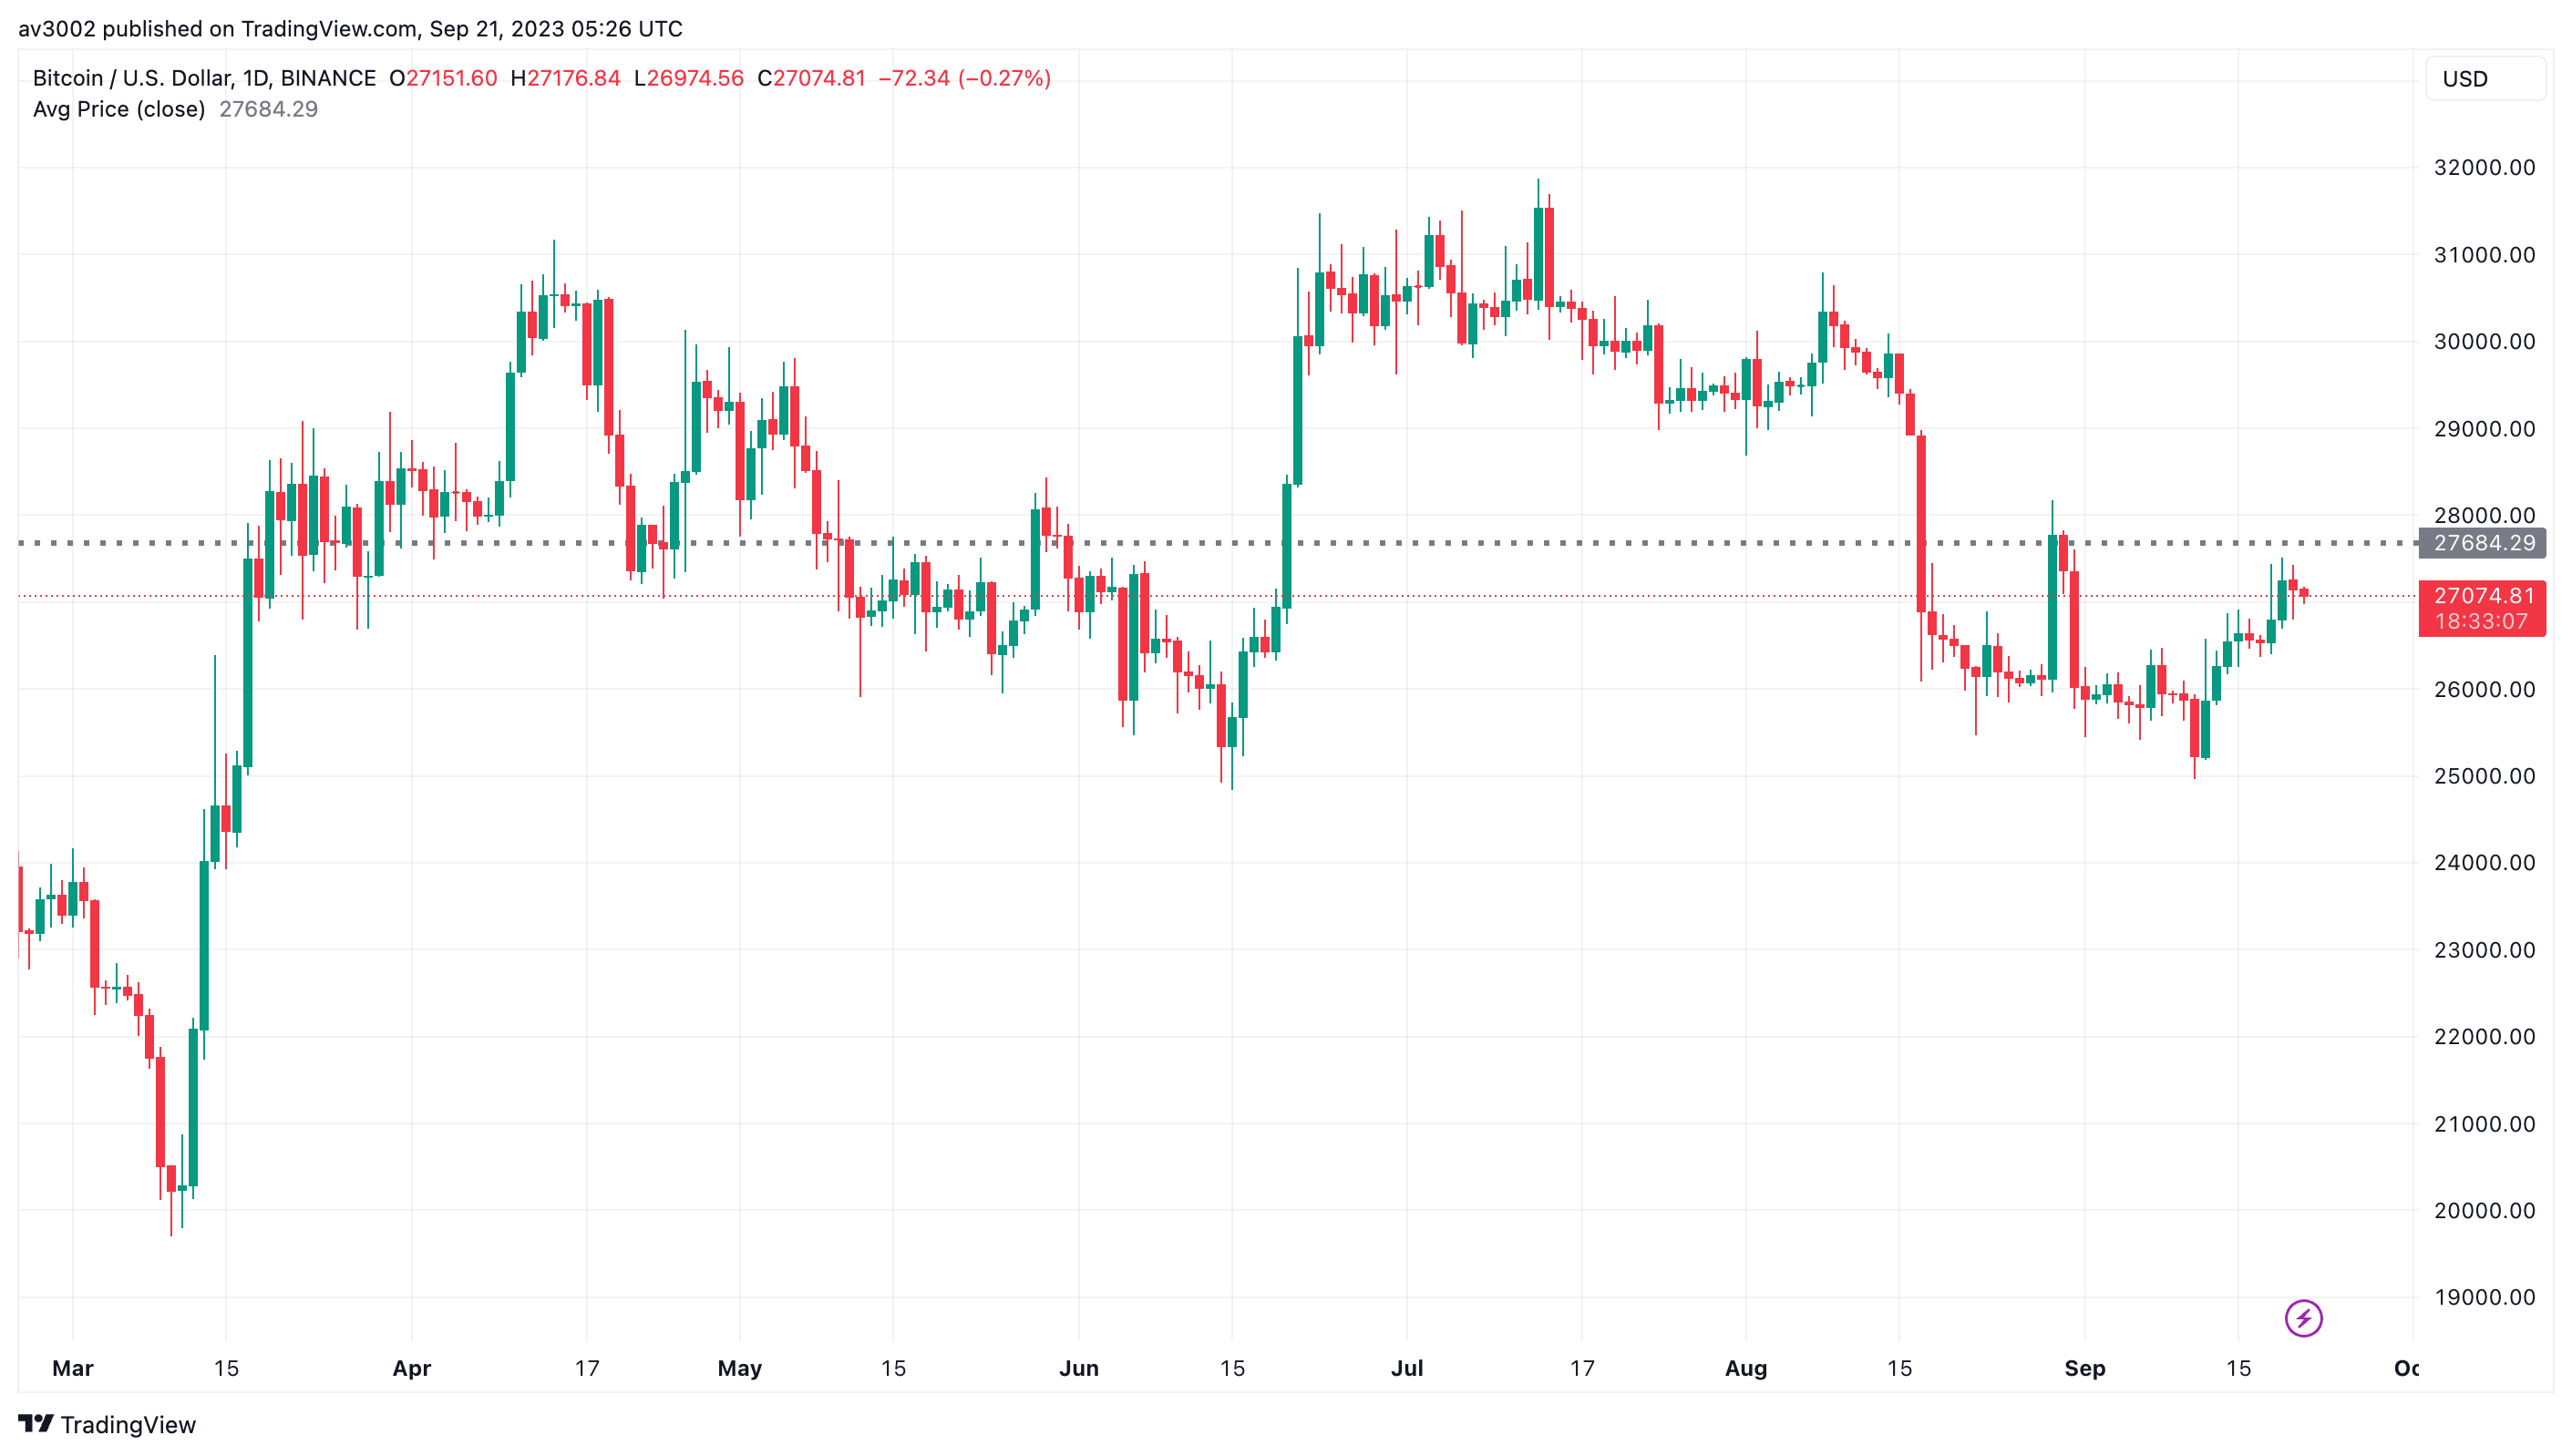 av3002 published on TradingView.com, Sep 21, 2023 05:26 UTC
Bitcoin / U.S. Dollar, 1D, BINANCE O27151.60 H27176.84 L26974.56 C27074.81 −72.34 (−0.27%)
Avg Price (close) 27684.29
USD
32000.00
31000.00
30000.00
29000.00
28000.00
27684.29
27074.81
18:33:07
26000.00
25000.00
24000.00
23000.00
22000.00
21000.00
20000.00
19000.00
Mar 15 Apr 17 May 15 Jun 15 Jul 17 Aug 15 Sep 15 Oc
TradingView